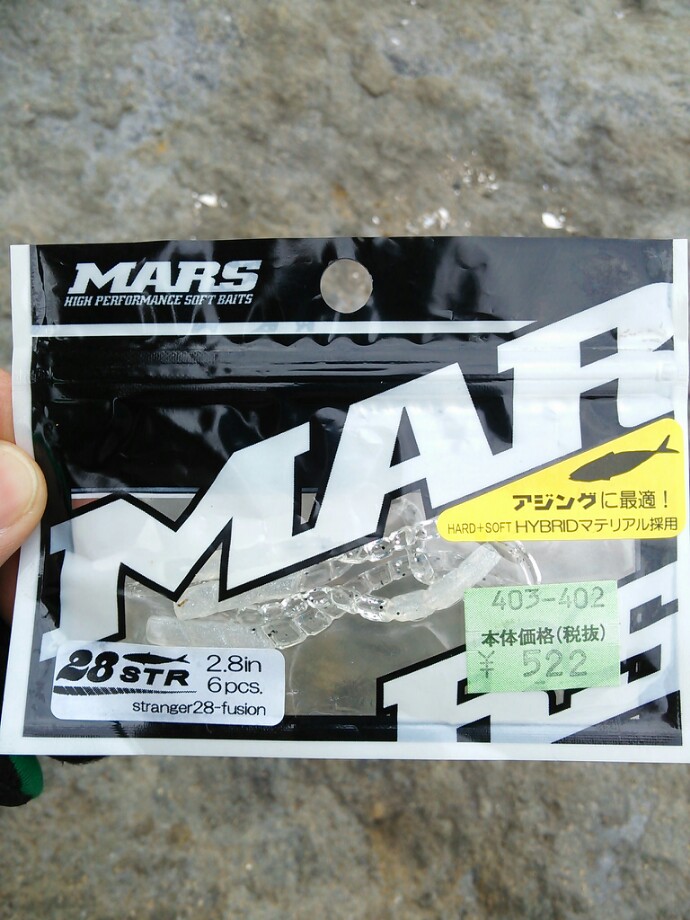 MARS
HIGH PERFORMANCE SOFT BAITS
MAR
アジングに最適！
HARD+SOFT HYBRIDマテリアル採用
403-402
本体価格(税抜)
¥ 522
28 STR
2.8in
6pcs.
stranger28-fusion